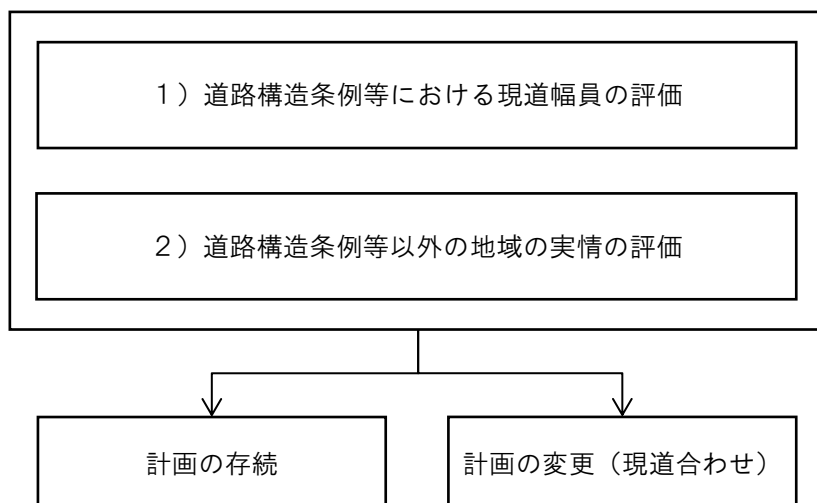 １）道路構造条例等における現道幅員の評価
２）道路構造条例等以外の地域の実情の評価
計画の存続
計画の変更（現道合わせ）